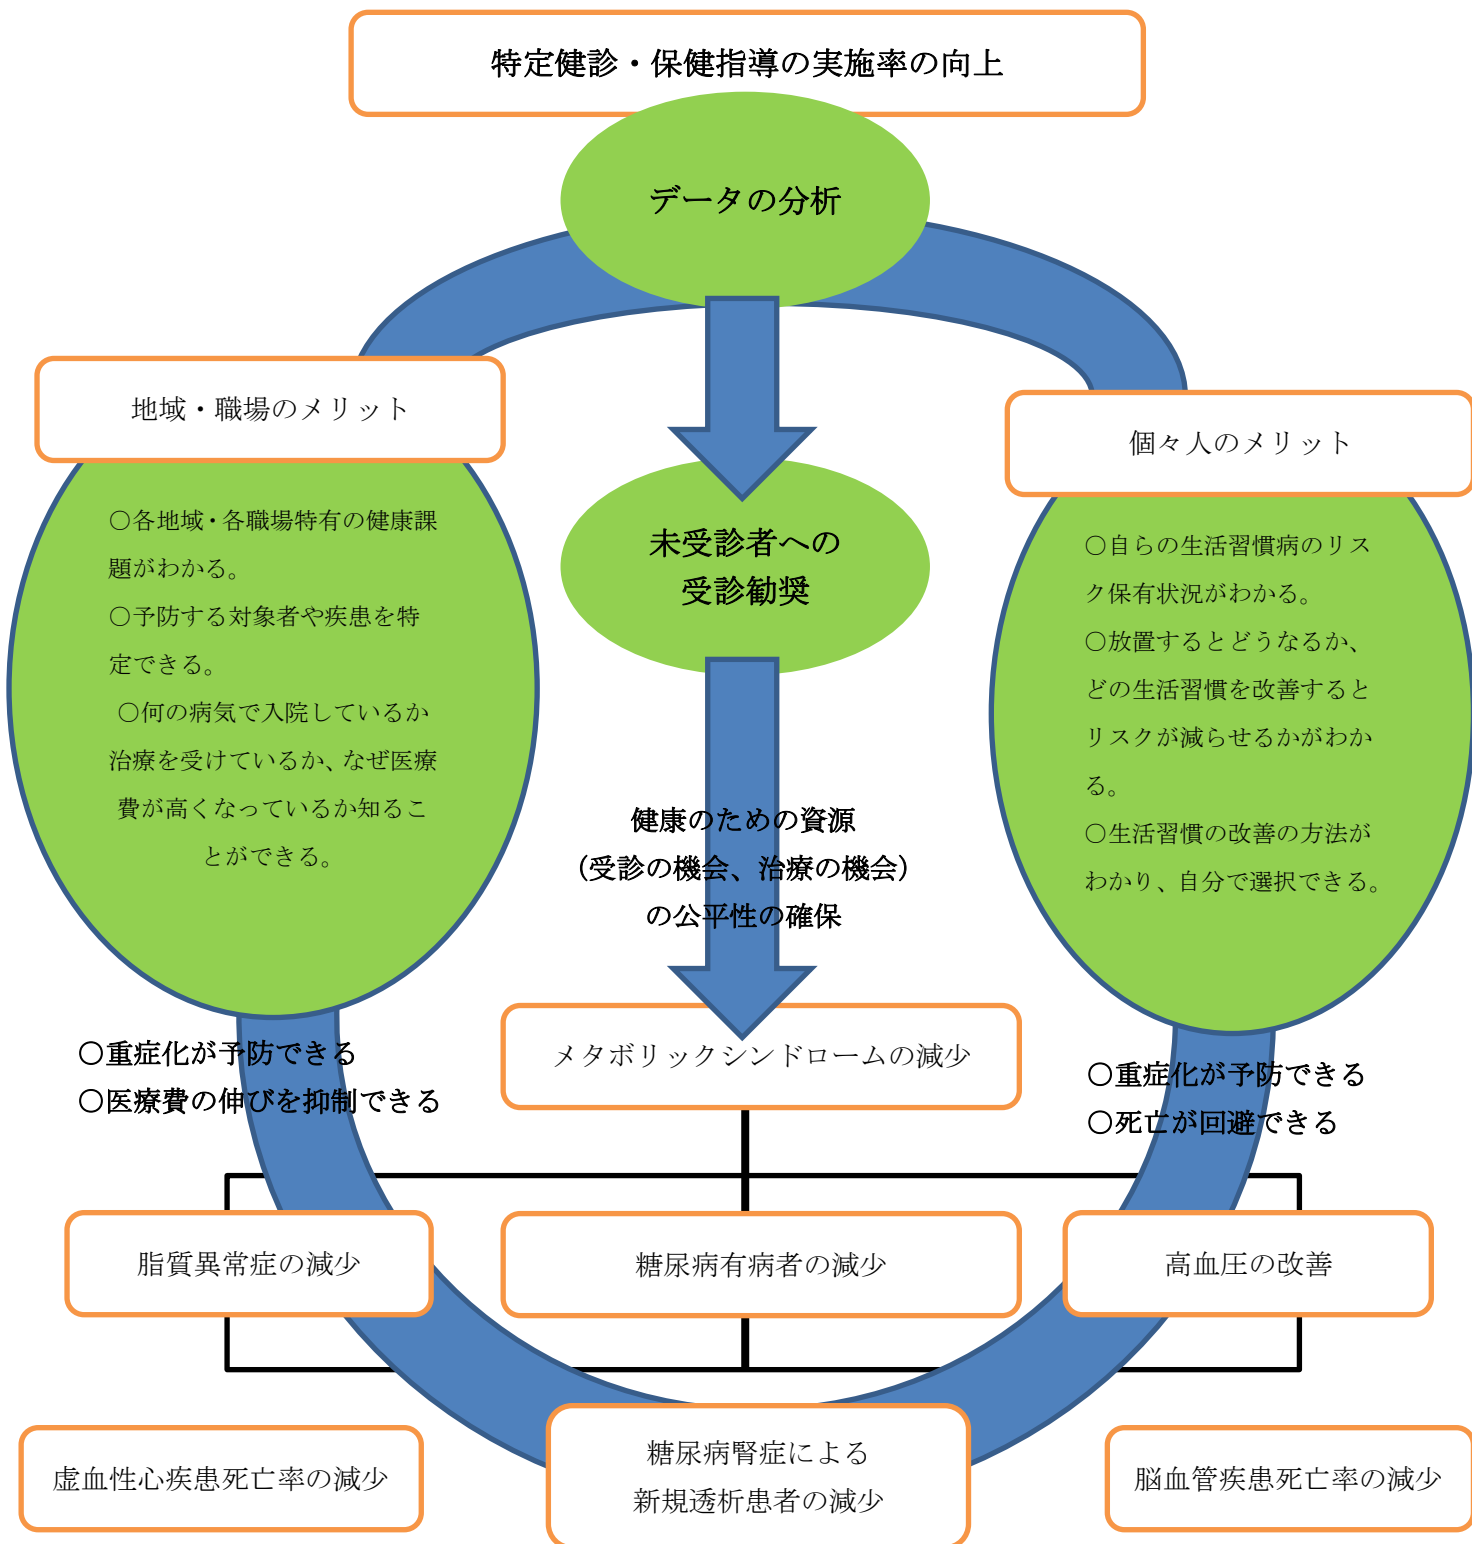 特定健診・保健指導の実施率の向上
データの分析
地域・職場のメリット
〇各地域・各職場特有の健康課
題がわかる。
〇予防する対象者や疾患を特
定できる。
〇何の病気で入院しているか
治療を受けているか、なぜ医療
費が高くなっているか知るこ
とができる。
未受診者への
受診勧奨
個々人のメリット
〇自らの生活習慣病のリス
ク保有状況がわかる。
〇放置するとどうなるか、
どの生活習慣を改善すると
リスクが減らせるかがわか
る。
〇生活習慣の改善の方法が
わかり、自分で選択できる。
健康のための資源
（受診の機会、治療の機会）
の公平性の確保
〇重症化が予防できる
〇医療費の伸びを抑制できる
メタボリックシンドロームの減少
〇重症化が予防できる
〇死亡が回避できる
脂質異常症の減少
糖尿病有病者の減少
高血圧の改善
虚血性心疾患死亡率の減少
糖尿病腎症による
新規透析患者の減少
脳血管疾患死亡率の減少